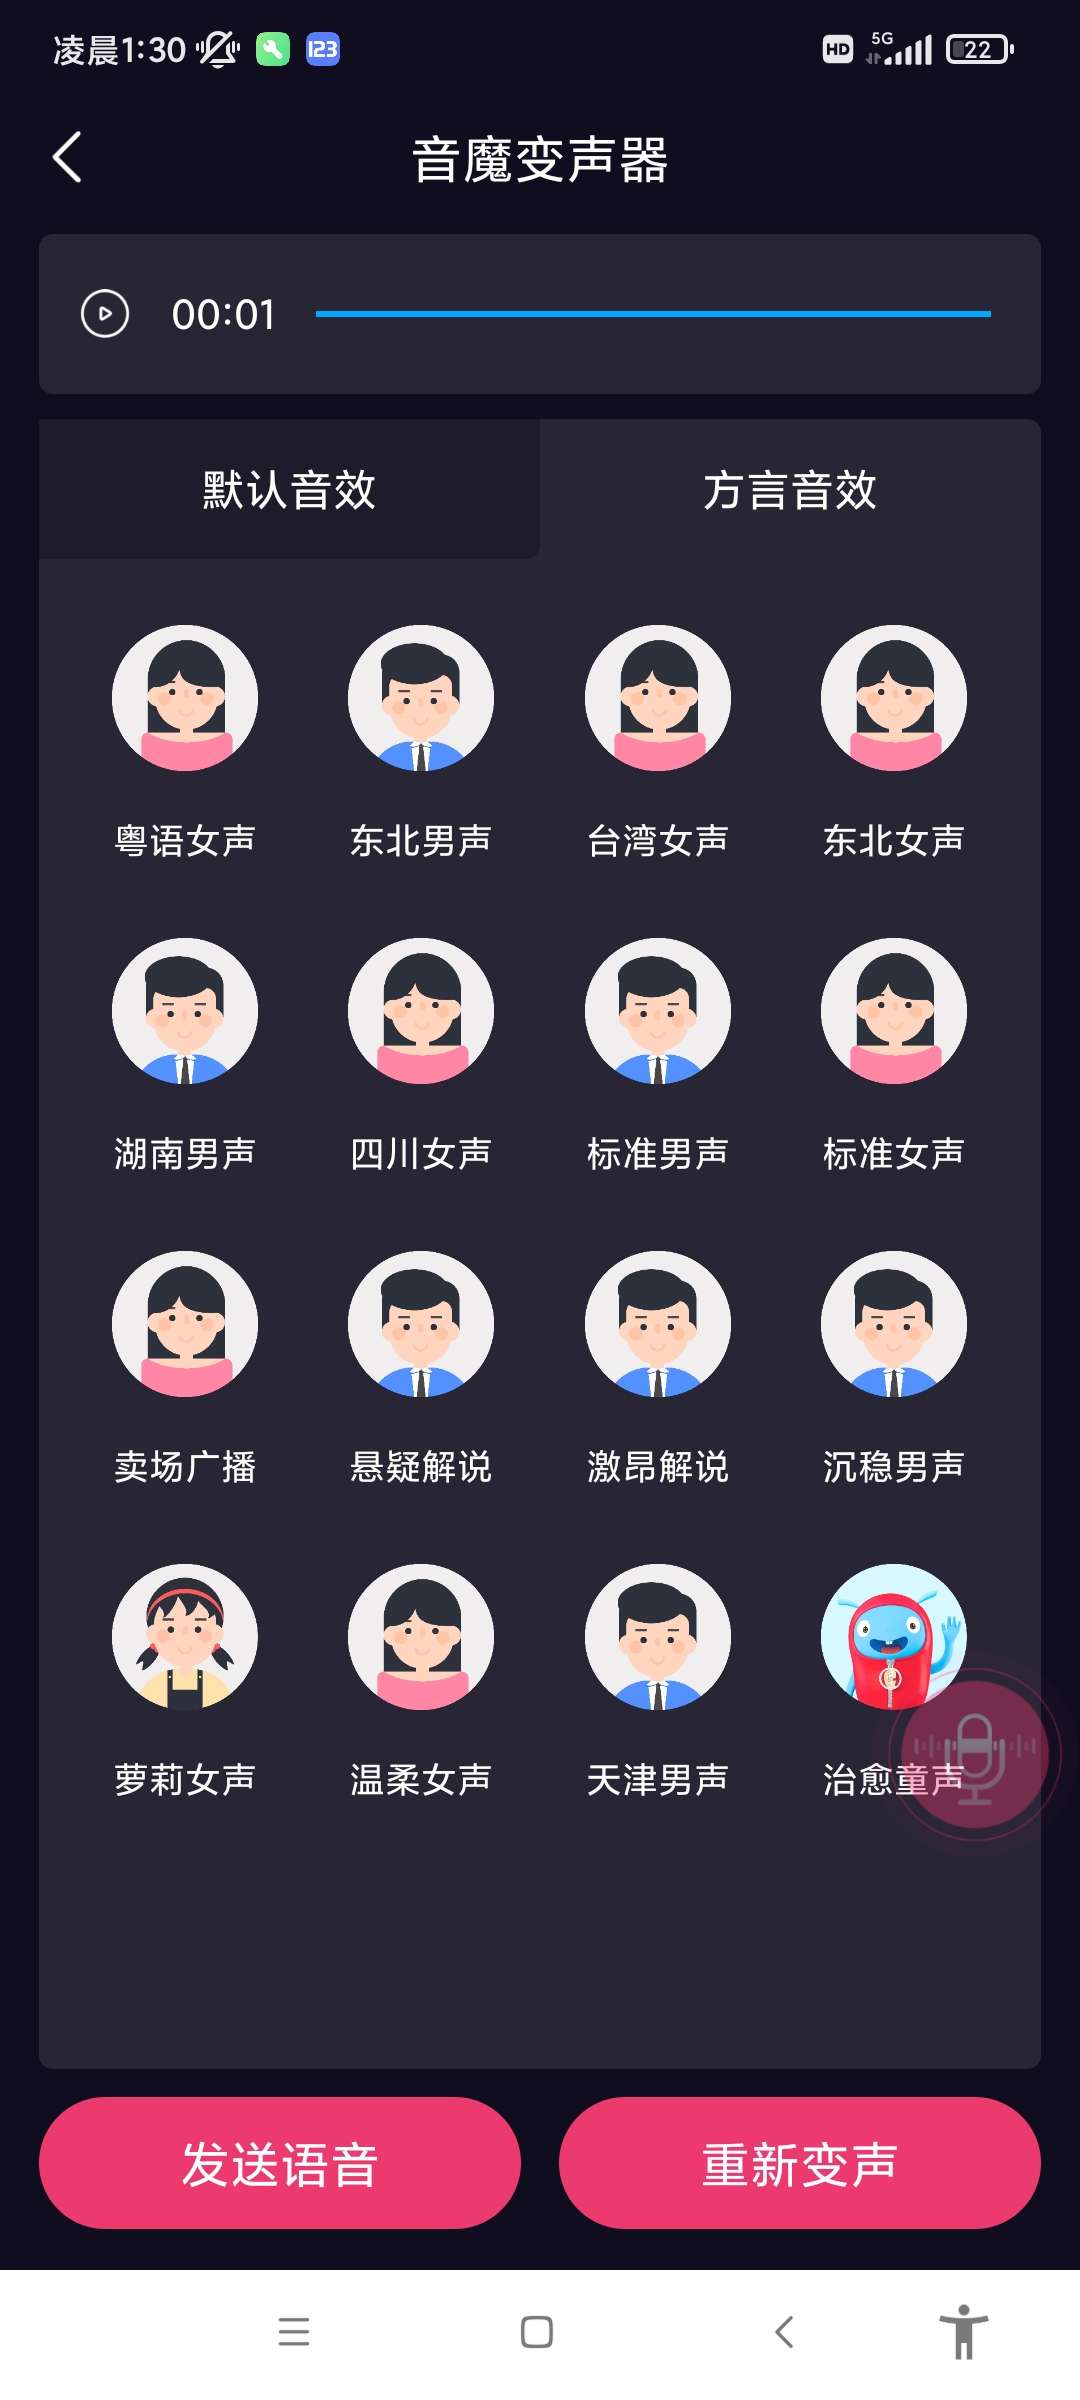 凌晨1:30 123 HD 5G 22
音魔变声器
00:01
默认音效 方言音效
粤语女声 东北男声 台湾女声 东北女声
湖南男声 四川女声 标准男声 标准女声
卖场广播 悬疑解说 激昂解说 沉稳男声
萝莉女声 温柔女声 天津男声 治愈童声
发送语音 重新变声